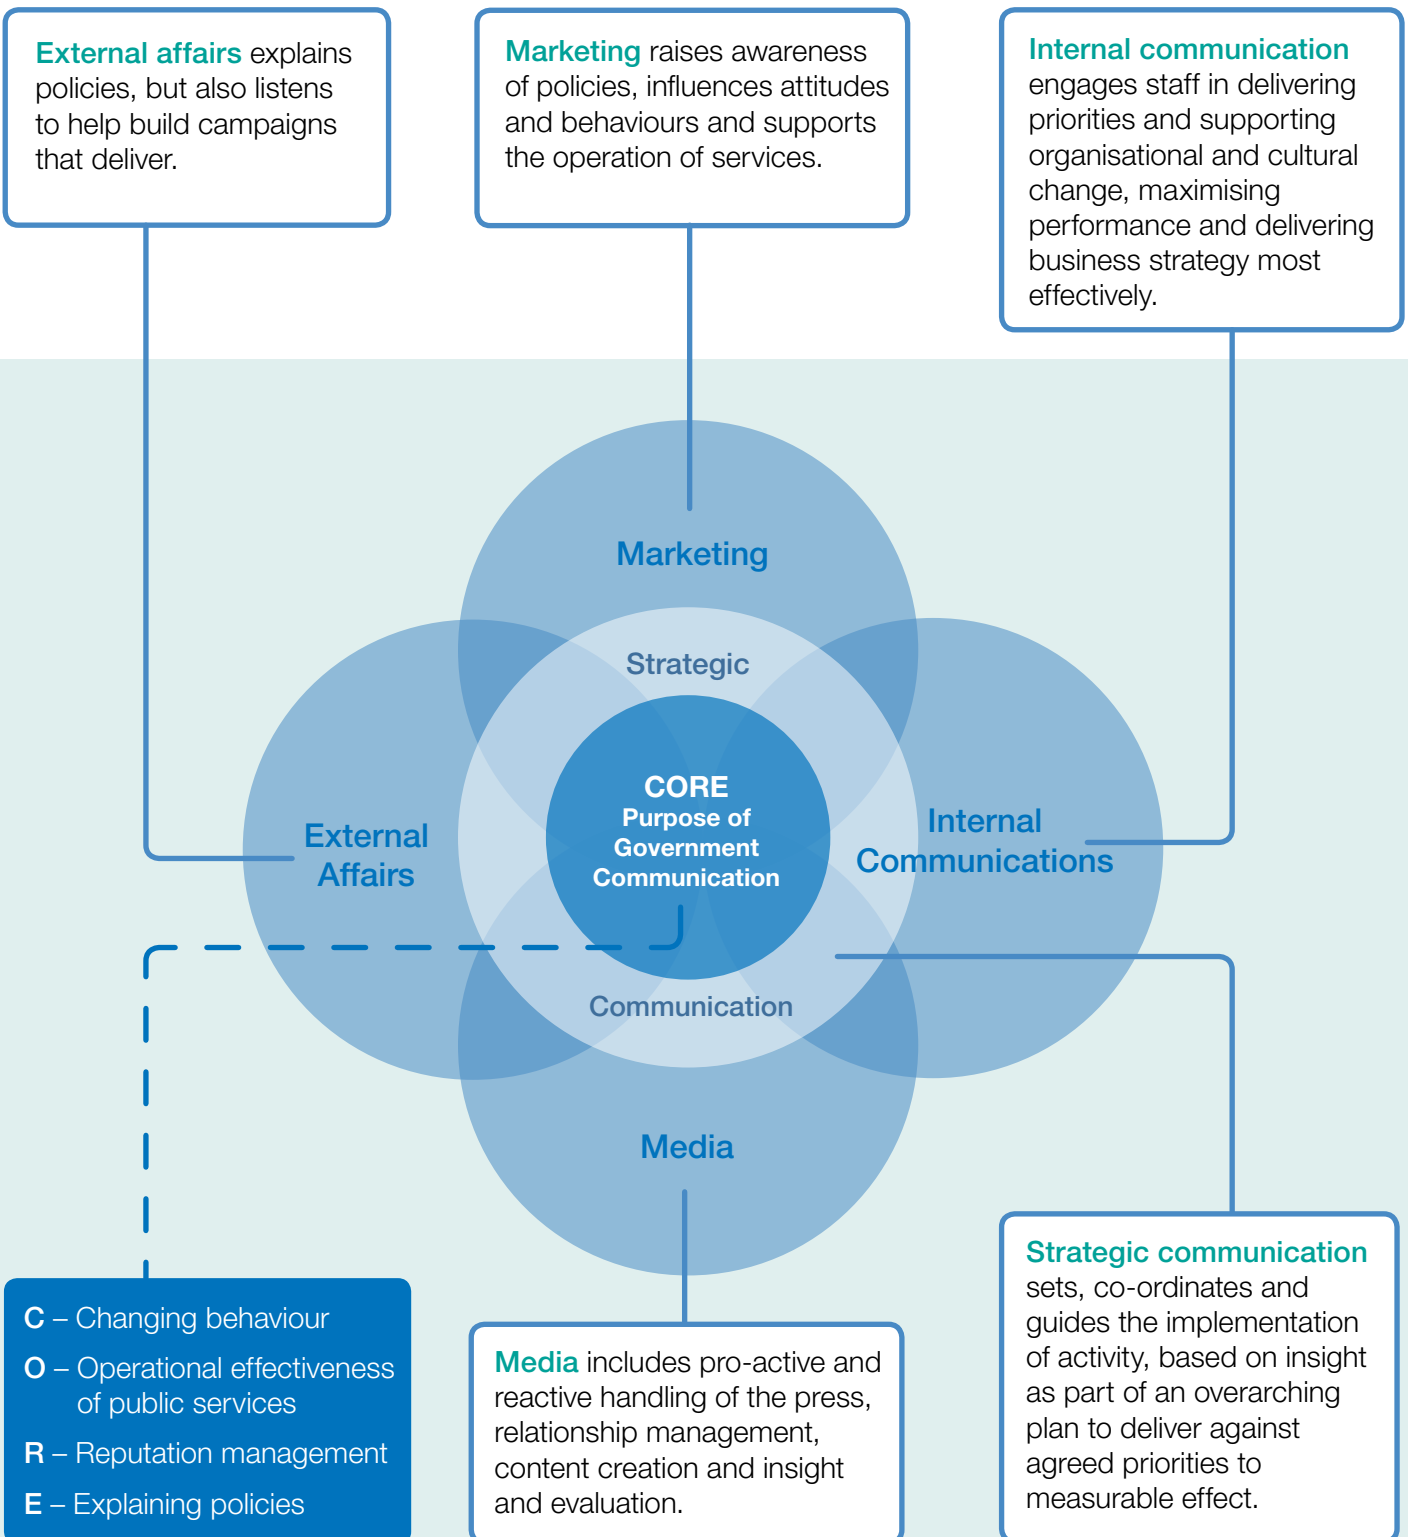 External affairs explains
policies, but also listens
to help build campaigns
that deliver.
Marketing raises awareness
of policies, influences attitudes
and behaviours and supports
the operation of services.
Internal communication
engages staff in delivering
priorities and supporting
organisational and cultural
change, maximising
performance and delivering
business strategy most
effectively.
Marketing
Strategic
CORE
Purpose of
Government
Communication
External
Affairs
Internal
Communications
Communication
Media
C – Changing behaviour
O – Operational effectiveness
of public services
R – Reputation management
E – Explaining policies
Media includes pro-active and
reactive handling of the press,
relationship management,
content creation and insight
and evaluation.
Strategic communication
sets, co-ordinates and
guides the implementation
of activity, based on insight
as part of an overarching
plan to deliver against
agreed priorities to
measurable effect.